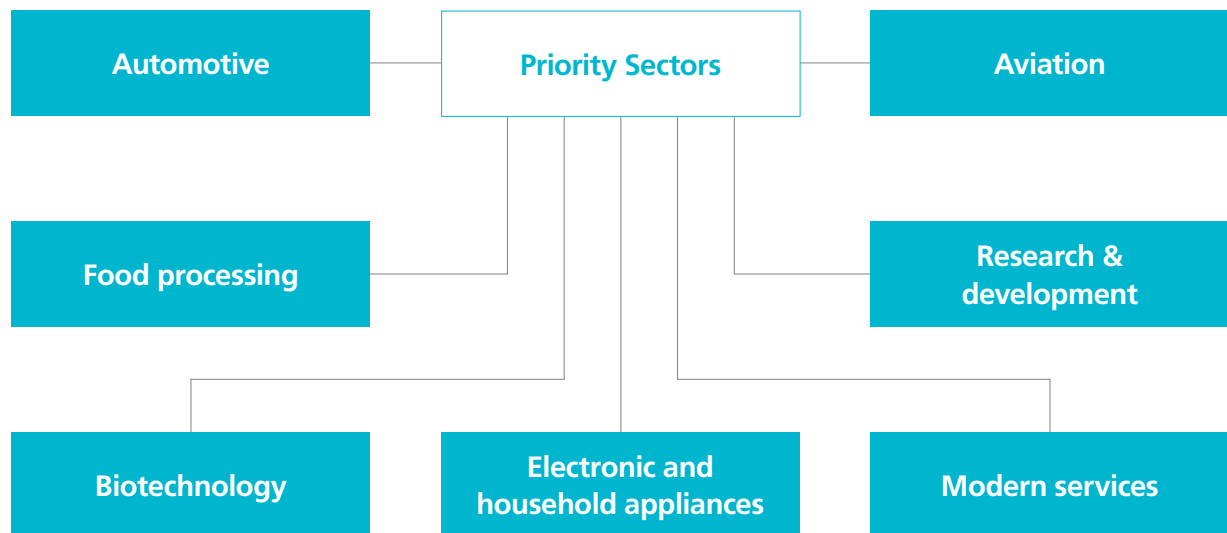 Automotive
Priority Sectors
Aviation
Food processing
Research &
development
Biotechnology
Electronic and
household appliances
Modern services